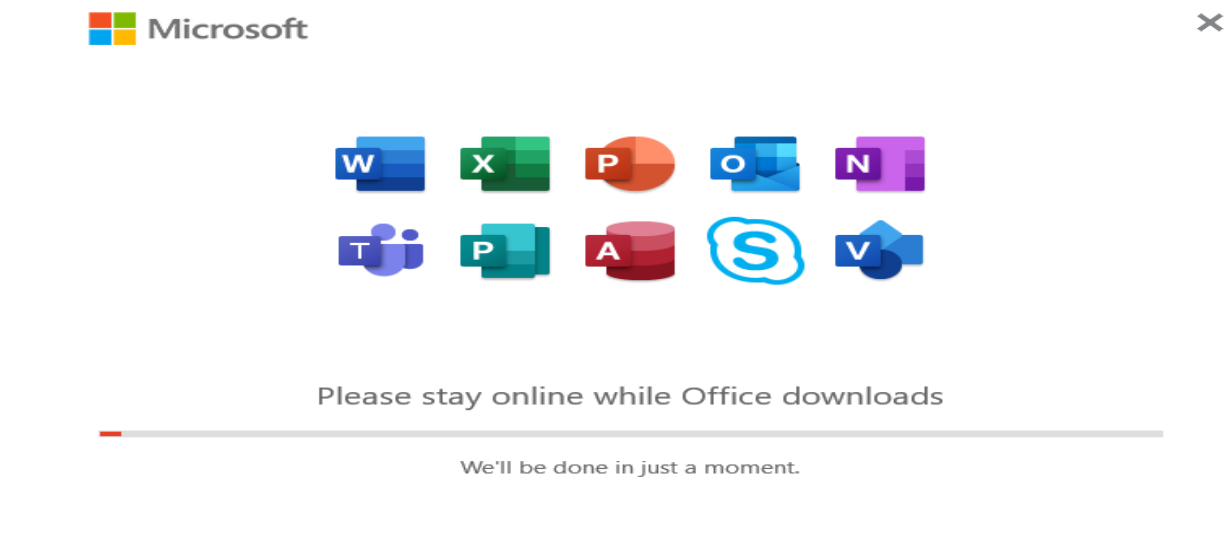 Microsoft
W X P O N
T P A S V
Please stay online while Office downloads
We'll be done in just a moment.